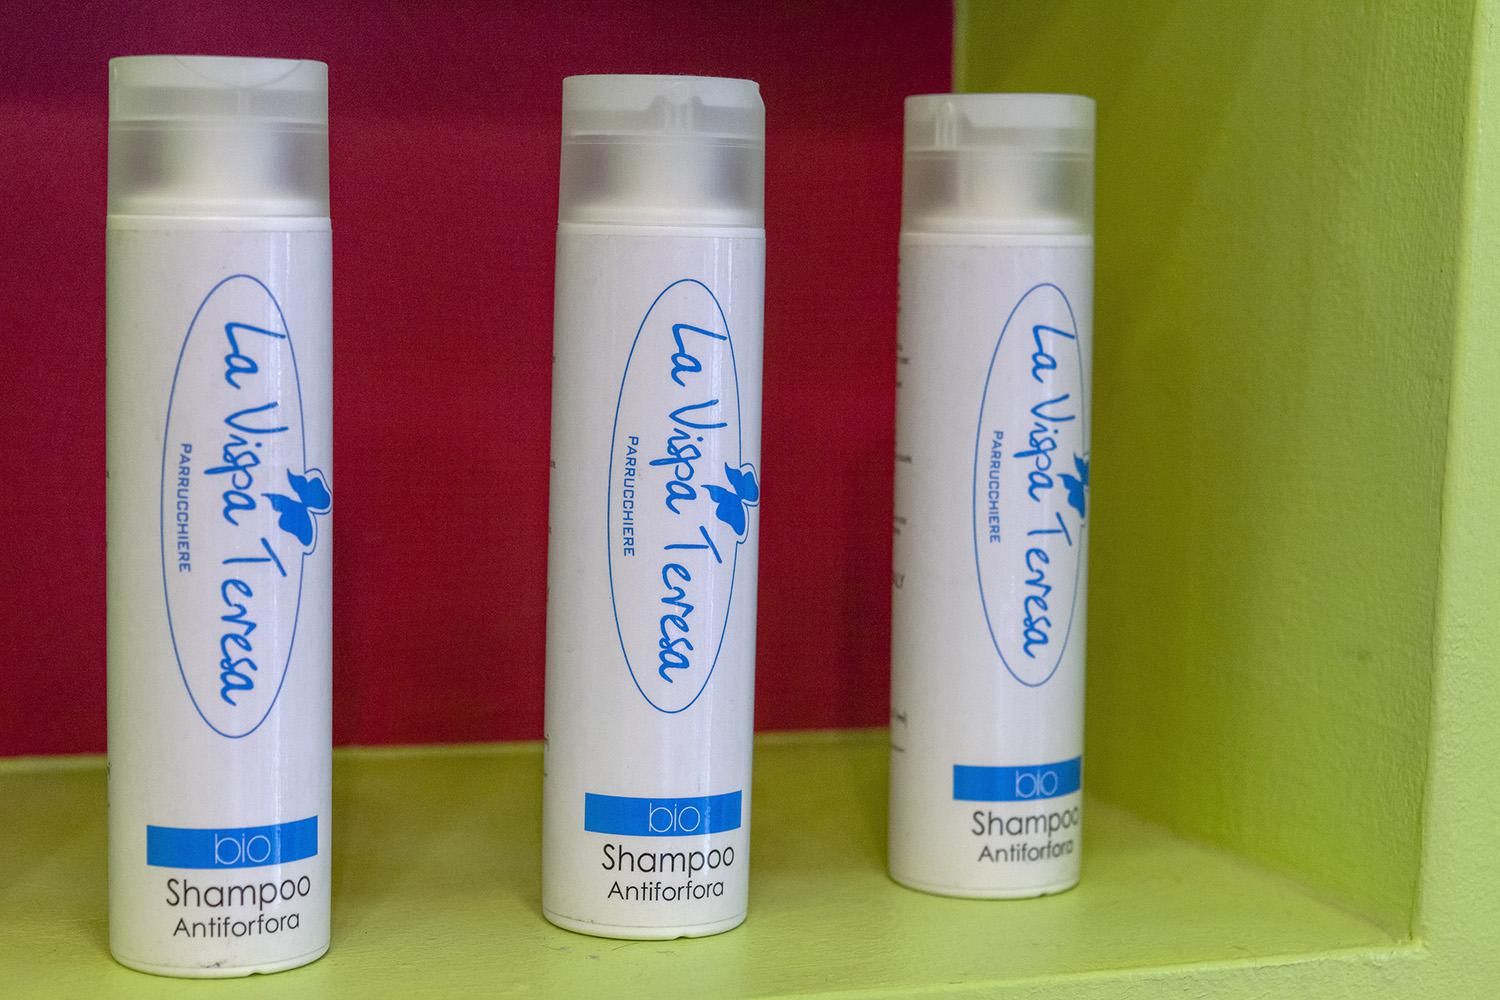 La Vispa Teresa
PARRUCCHIERE
bio
Shampoo
Antiforfora
La Vispa Teresa
PARRUCCHIERE
bio
Shampoo
Antiforfora
La Vispa Teresa
PARRUCCHIERE
bio
Shampoo
Antiforfora